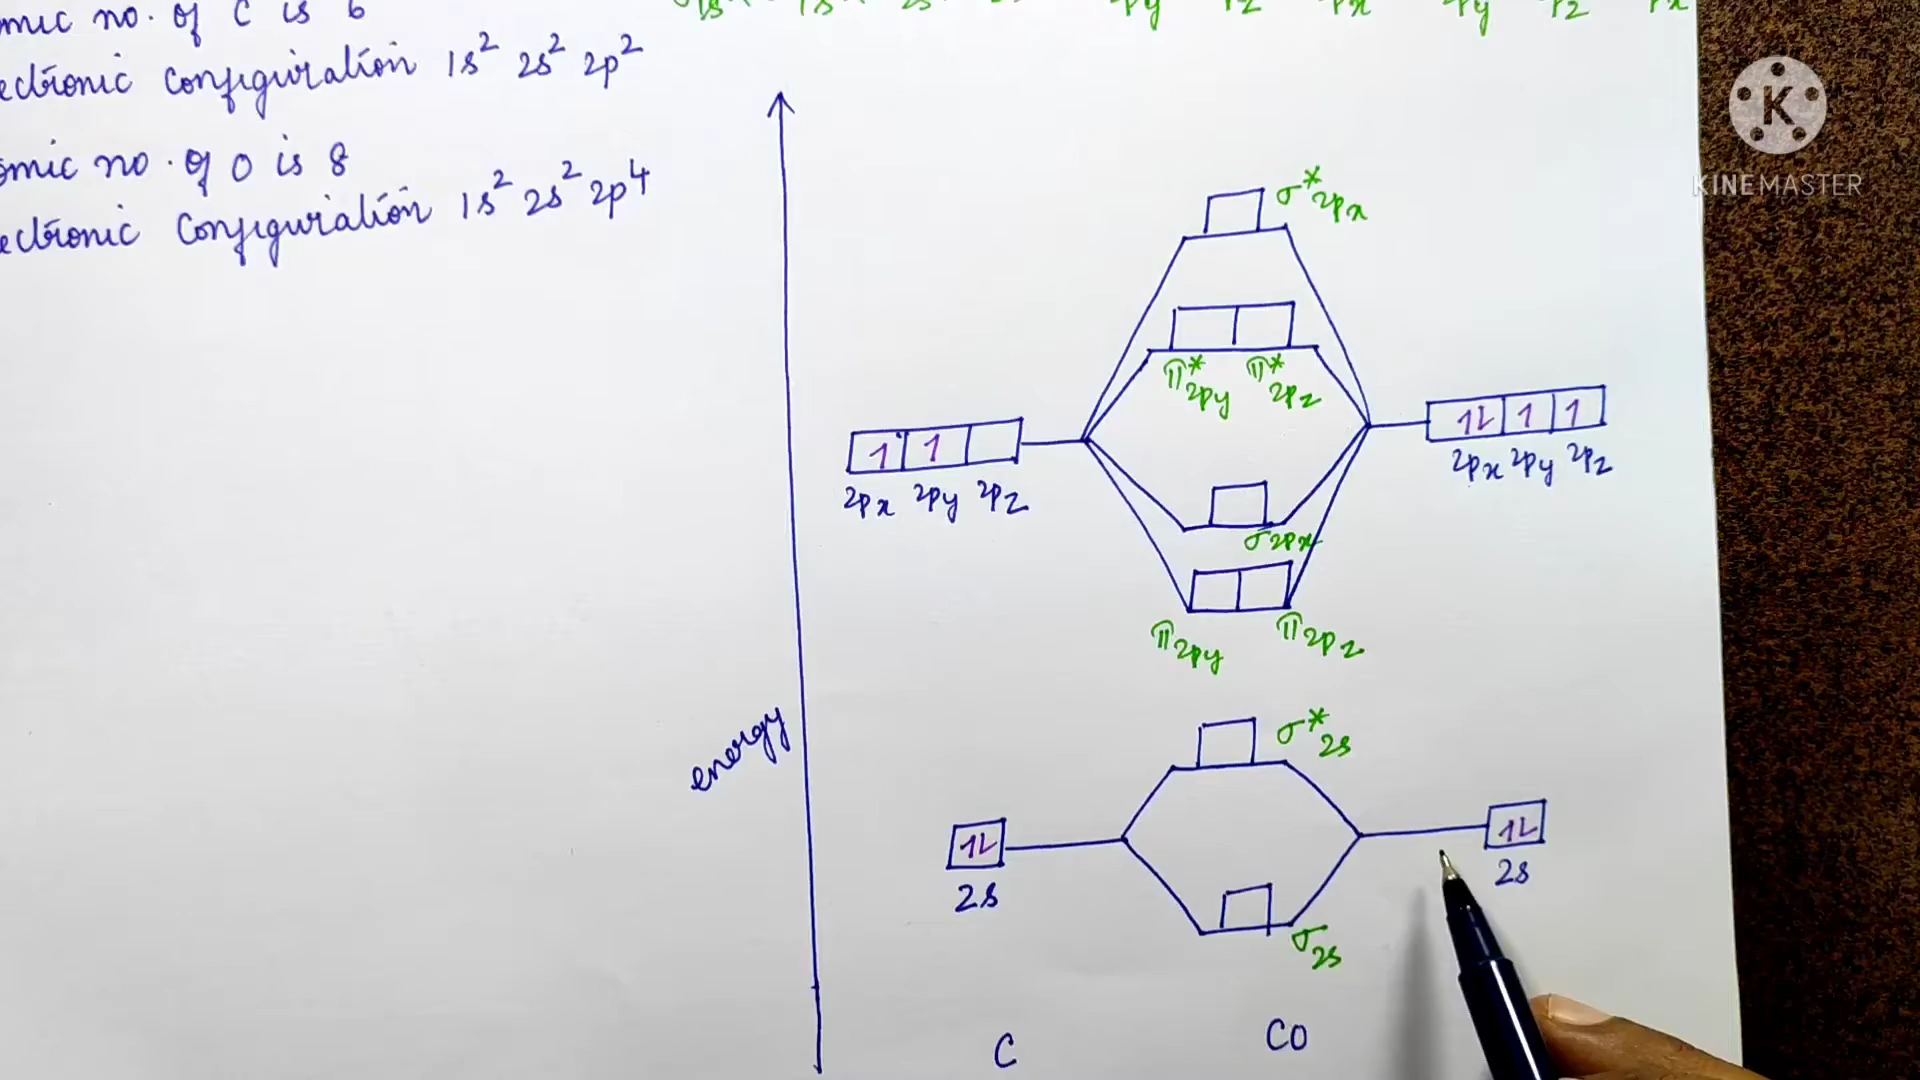 omic no. of C is 6
ectronic configuration 1s² 2s² 2p²
omic no. of O is 8
ectronic configuration 1s² 2s² 2p⁴
K
KINEMASTER
σ*2px
π*2py π*2pz
1 1
2px 2py 2pz
1L 1 1
2px 2py 2pz
σ2px
π2py π2pz
energy
σ*2s
1L
2s
1L
2s
σ2s
C CO